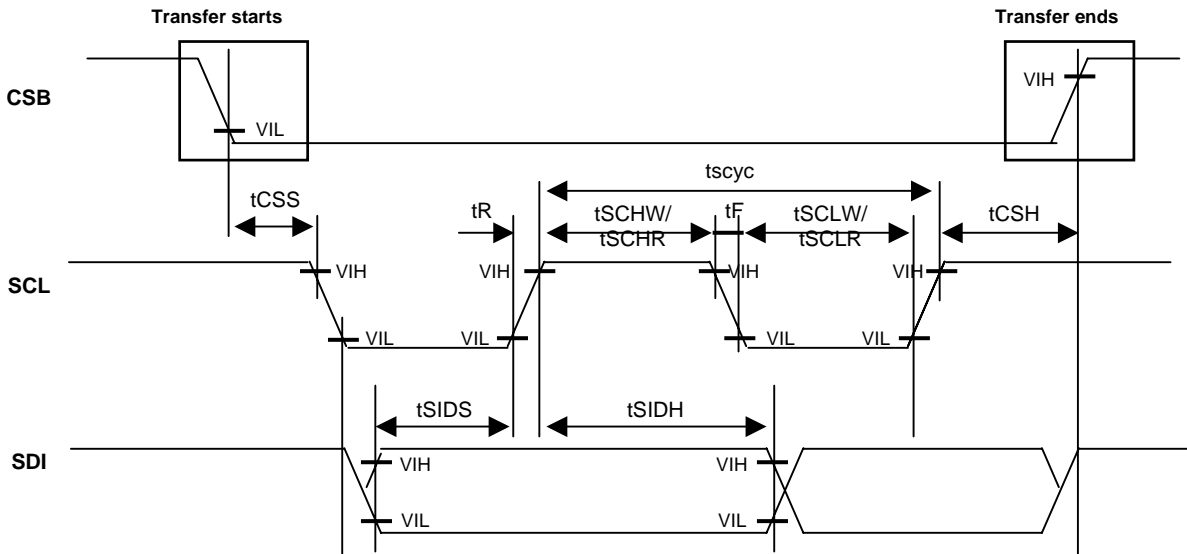 Transfer starts
Transfer ends
CSB
VIL
VIH
tscyc
tCSS
tR
tSCHW/
tSCHR
tF
tSCLW/
tSCLR
tCSH
SCL
VIH
VIH
VIH
VIH
VIL
VIL
VIL
VIL
tSIDS
tSIDH
SDI
VIH
VIH
VIL
VIL